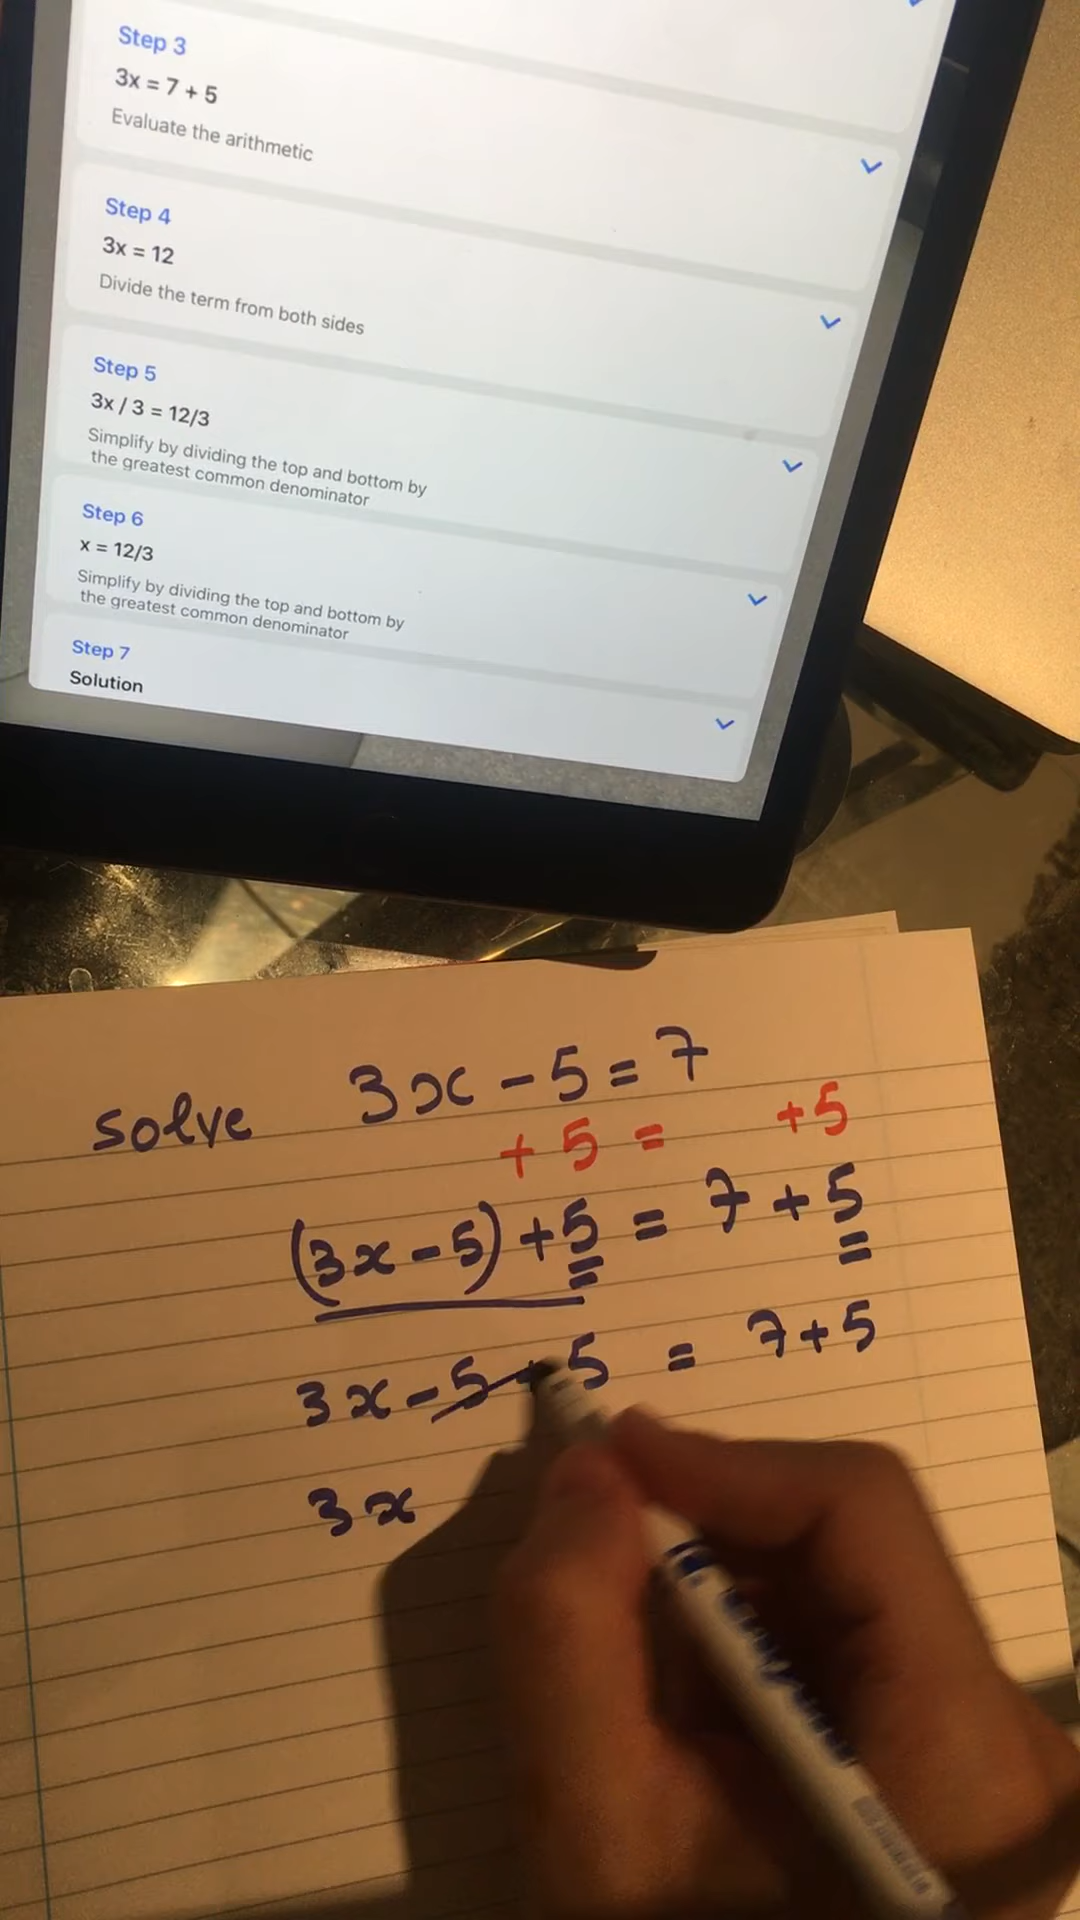 Step 3
3x = 7 + 5
Evaluate the arithmetic
Step 4
3x = 12
Divide the term from both sides
Step 5
3x / 3 = 12/3
Simplify by dividing the top and bottom by
the greatest common denominator
Step 6
x = 12/3
Simplify by dividing the top and bottom by
the greatest common denominator
Step 7
Solution
solve 3x - 5 = 7
+ 5 = + 5
(3x - 5) + 5 = 7 + 5
3x - 5 + 5 = 7 + 5
3x